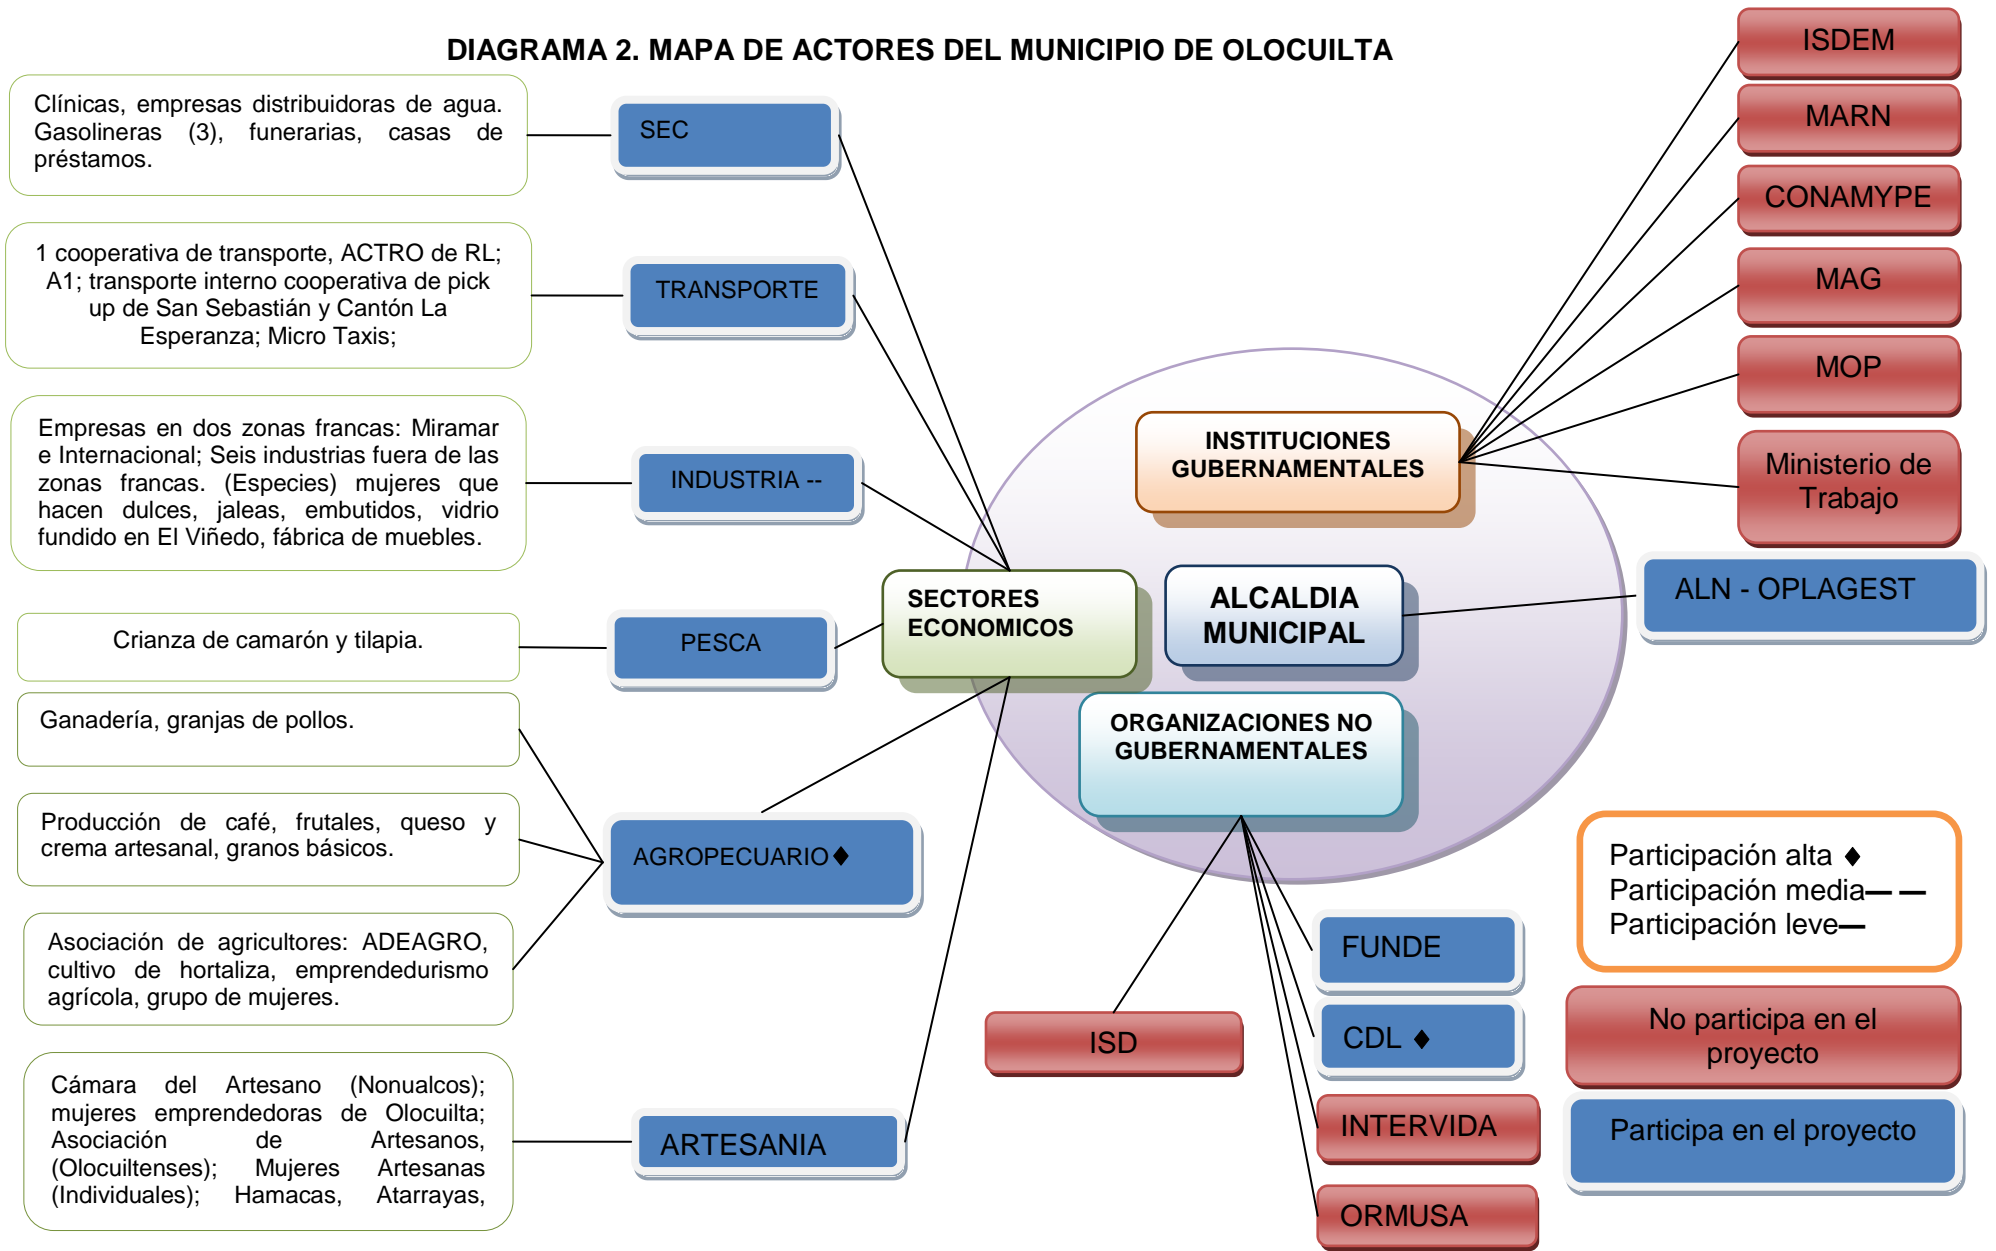 DIAGRAMA 2. MAPA DE ACTORES DEL MUNICIPIO DE OLOCUILTA
Clínicas, empresas distribuidoras de agua.
Gasolineras (3), funerarias, casas de
préstamos.
SEC
1 cooperativa de transporte, ACTRO de RL;
A1; transporte interno cooperativa de pick
up de San Sebastián y Cantón La
Esperanza; Micro Taxis;
TRANSPORTE
Empresas en dos zonas francas: Miramar
e Internacional; Seis industrias fuera de las
zonas francas. (Especies) mujeres que
hacen dulces, jaleas, embutidos, vidrio
fundido en El Viñedo, fábrica de muebles.
INDUSTRIA --
Crianza de camarón y tilapia.
PESCA
Ganadería, granjas de pollos.
Producción de café, frutales, queso y
crema artesanal, granos básicos.
Asociación de agricultores: ADEAGRO,
cultivo de hortaliza, emprendedurismo
agrícola, grupo de mujeres.
AGROPECUARIO♦
Cámara del Artesano (Nonualcos);
mujeres emprendedoras de Olocuilta;
Asociación de Artesanos,
(Olocuiltenses); Mujeres Artesanas
(Individuales); Hamacas, Atarrayas,
ARTESANIA
SECTORES
ECONOMICOS
INSTITUCIONES
GUBERNAMENTALES
ALCALDIA
MUNICIPAL
ORGANIZACIONES NO
GUBERNAMENTALES
ISDEM
MARN
CONAMYPE
MAG
MOP
Ministerio de
Trabajo
ALN - OPLAGEST
ISD
FUNDE
CDL ♦
INTERVIDA
ORMUSA
Participación alta ♦
Participación media— —
Participación leve—
No participa en el
proyecto
Participa en el proyecto